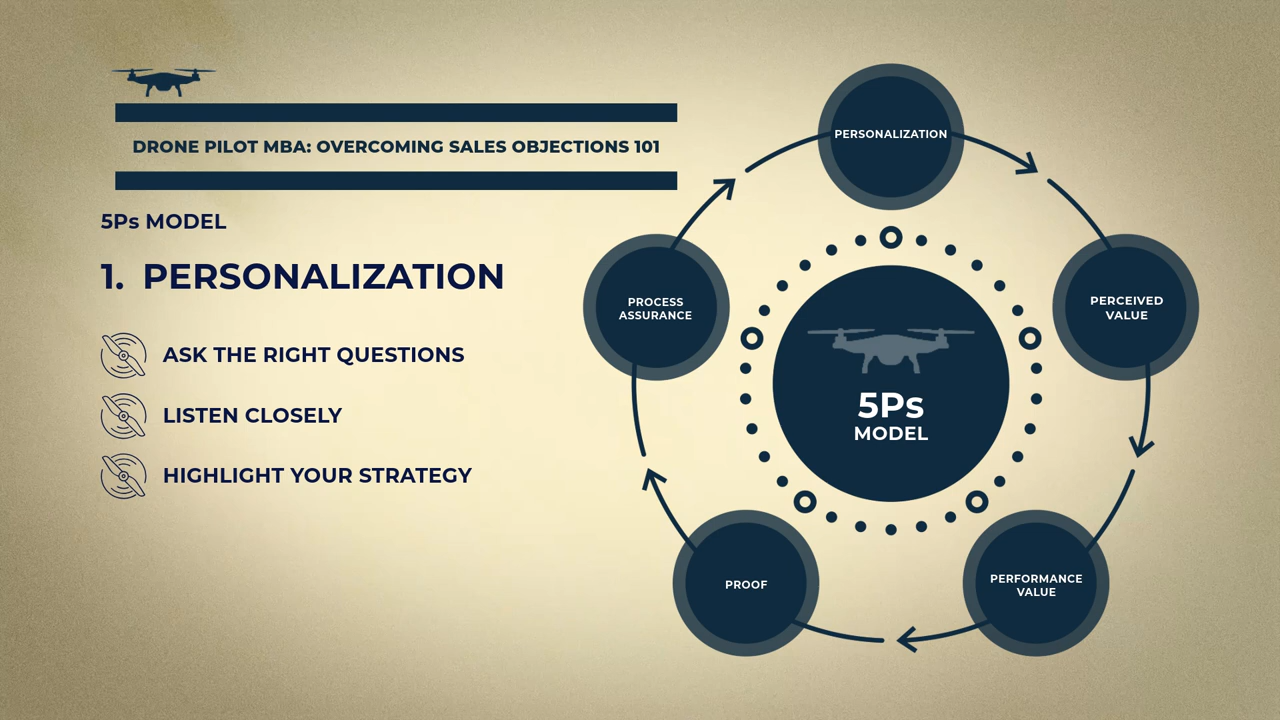 DRONE PILOT MBA: OVERCOMING SALES OBJECTIONS 101
5Ps MODEL
1. PERSONALIZATION
ASK THE RIGHT QUESTIONS
LISTEN CLOSELY
HIGHLIGHT YOUR STRATEGY
PERSONALIZATION
PERCEIVED
VALUE
PERFORMANCE
VALUE
PROOF
PROCESS
ASSURANCE
5Ps
MODEL